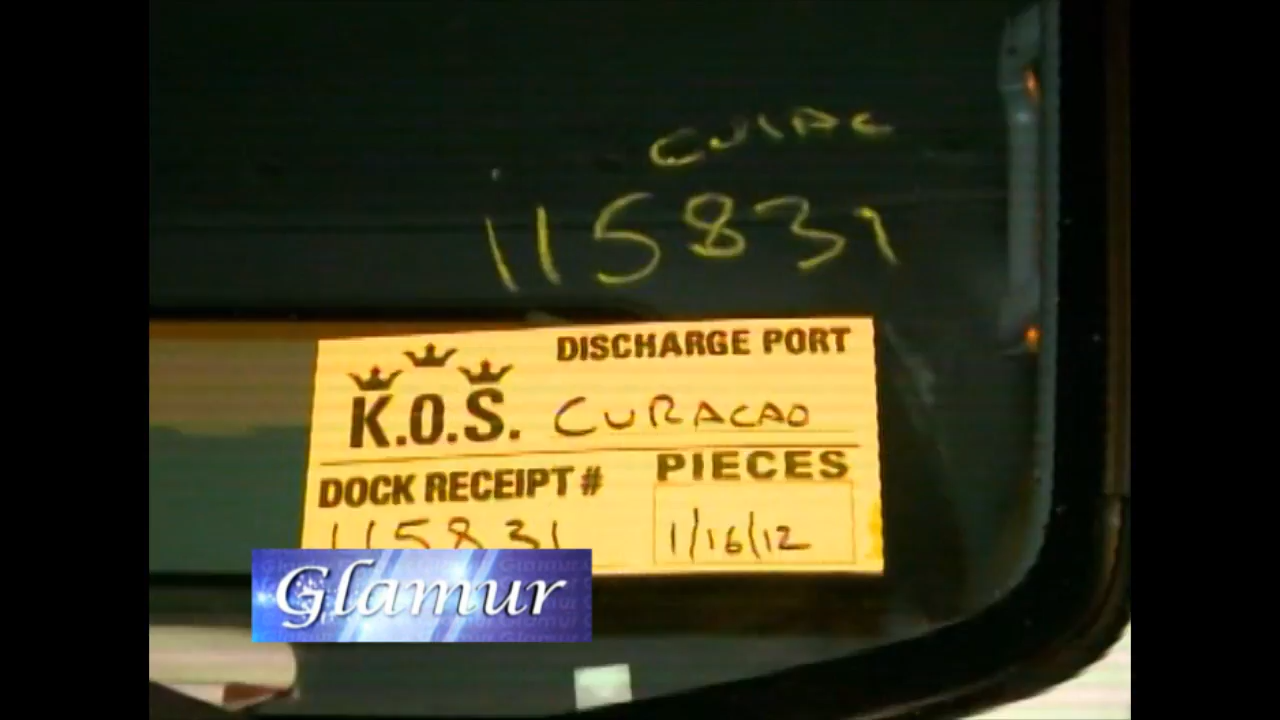 CURAC
115831
DISCHARGE PORT
K.O.S. CURACAO
DOCK RECEIPT # PIECES
115831 1/16/12
Glamur